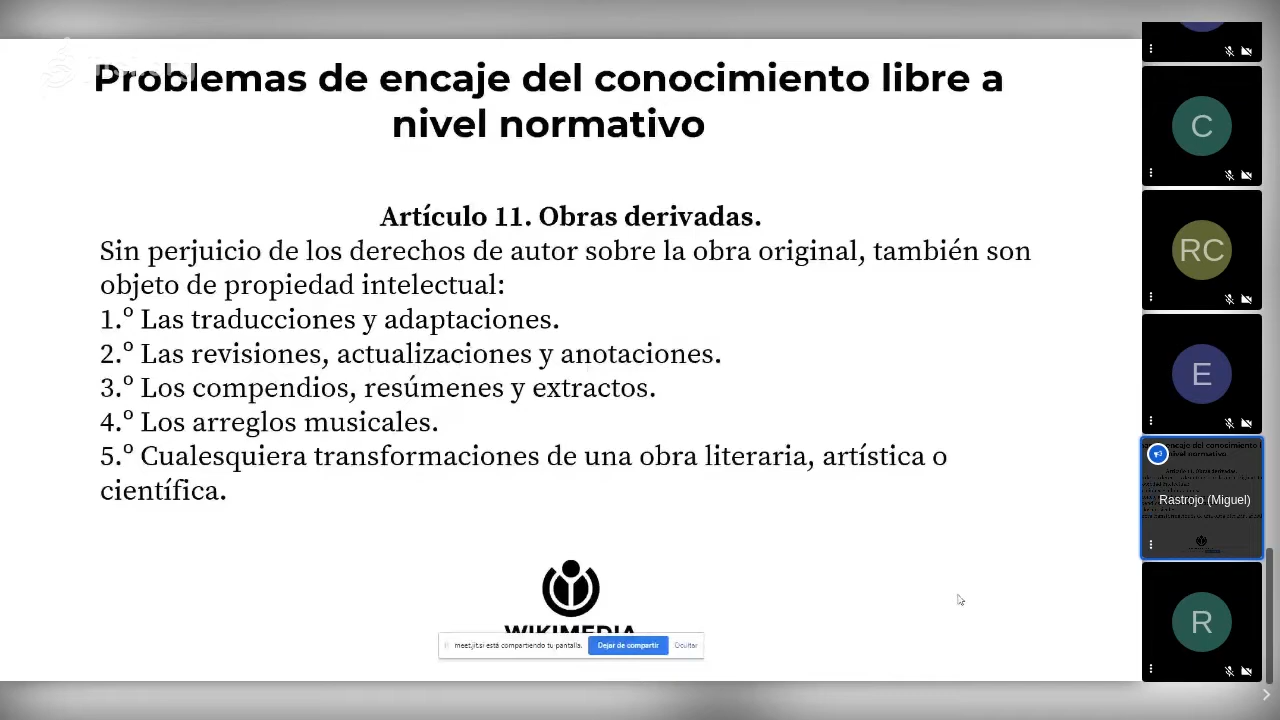 Problemas de encaje del conocimiento libre a
nivel normativo
Artículo 11. Obras derivadas.
Sin perjuicio de los derechos de autor sobre la obra original, también son
objeto de propiedad intelectual:
1.º Las traducciones y adaptaciones.
2.º Las revisiones, actualizaciones y anotaciones.
3.º Los compendios, resúmenes y extractos.
4.º Los arreglos musicales.
5.º Cualesquiera transformaciones de una obra literaria, artística o
científica.
WIKIMEDIA
meet.jit.si está compartiendo tu pantalla.
Dejar de compartir
Ocultar
C
RC
E
Rastrojo (Miguel)
R